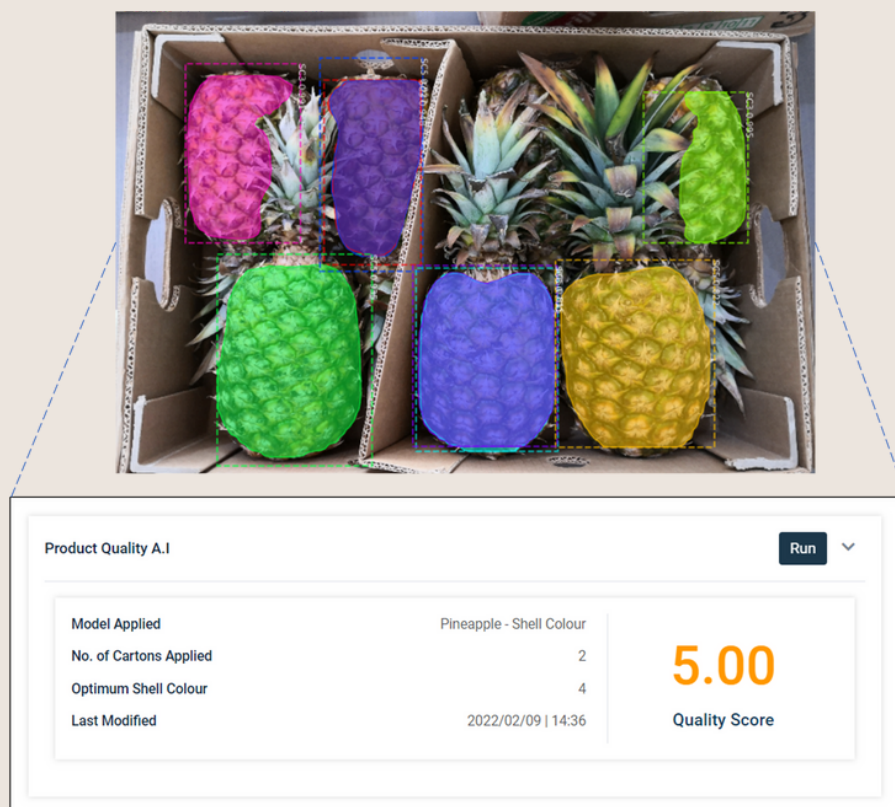 Product Quality A.I
Run
Model Applied
Pineapple - Shell Colour
No. of Cartons Applied
2
Optimum Shell Colour
4
Last Modified
2022/02/09 | 14:36
5.00
Quality Score